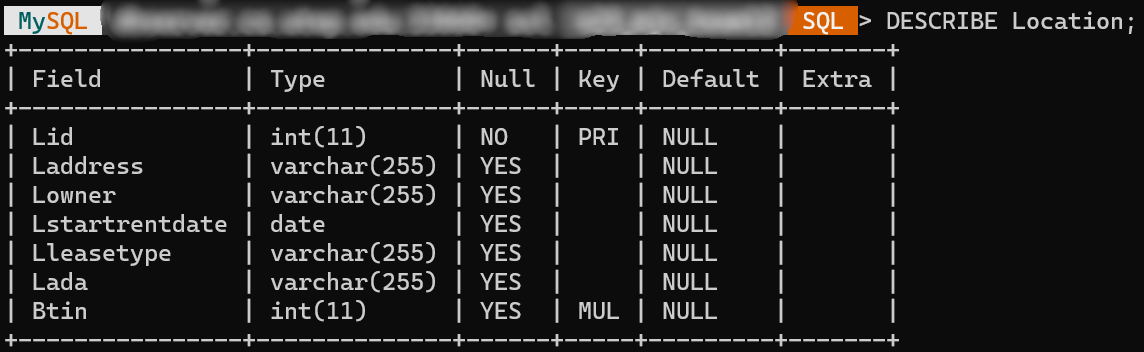 MySQL SQL > DESCRIBE Location;
+----------------+--------------+------+-----+---------+-------+
| Field          | Type         | Null | Key | Default | Extra |
+----------------+--------------+------+-----+---------+-------+
| Lid            | int(11)      | NO   | PRI | NULL    |       |
| Laddress       | varchar(255) | YES  |     | NULL    |       |
| Lowner         | varchar(255) | YES  |     | NULL    |       |
| Lstartrentdate | date         | YES  |     | NULL    |       |
| Lleasetype     | varchar(255) | YES  |     | NULL    |       |
| Lada           | varchar(255) | YES  |     | NULL    |       |
| Btin           | int(11)      | YES  | MUL | NULL    |       |
+----------------+--------------+------+-----+---------+-------+